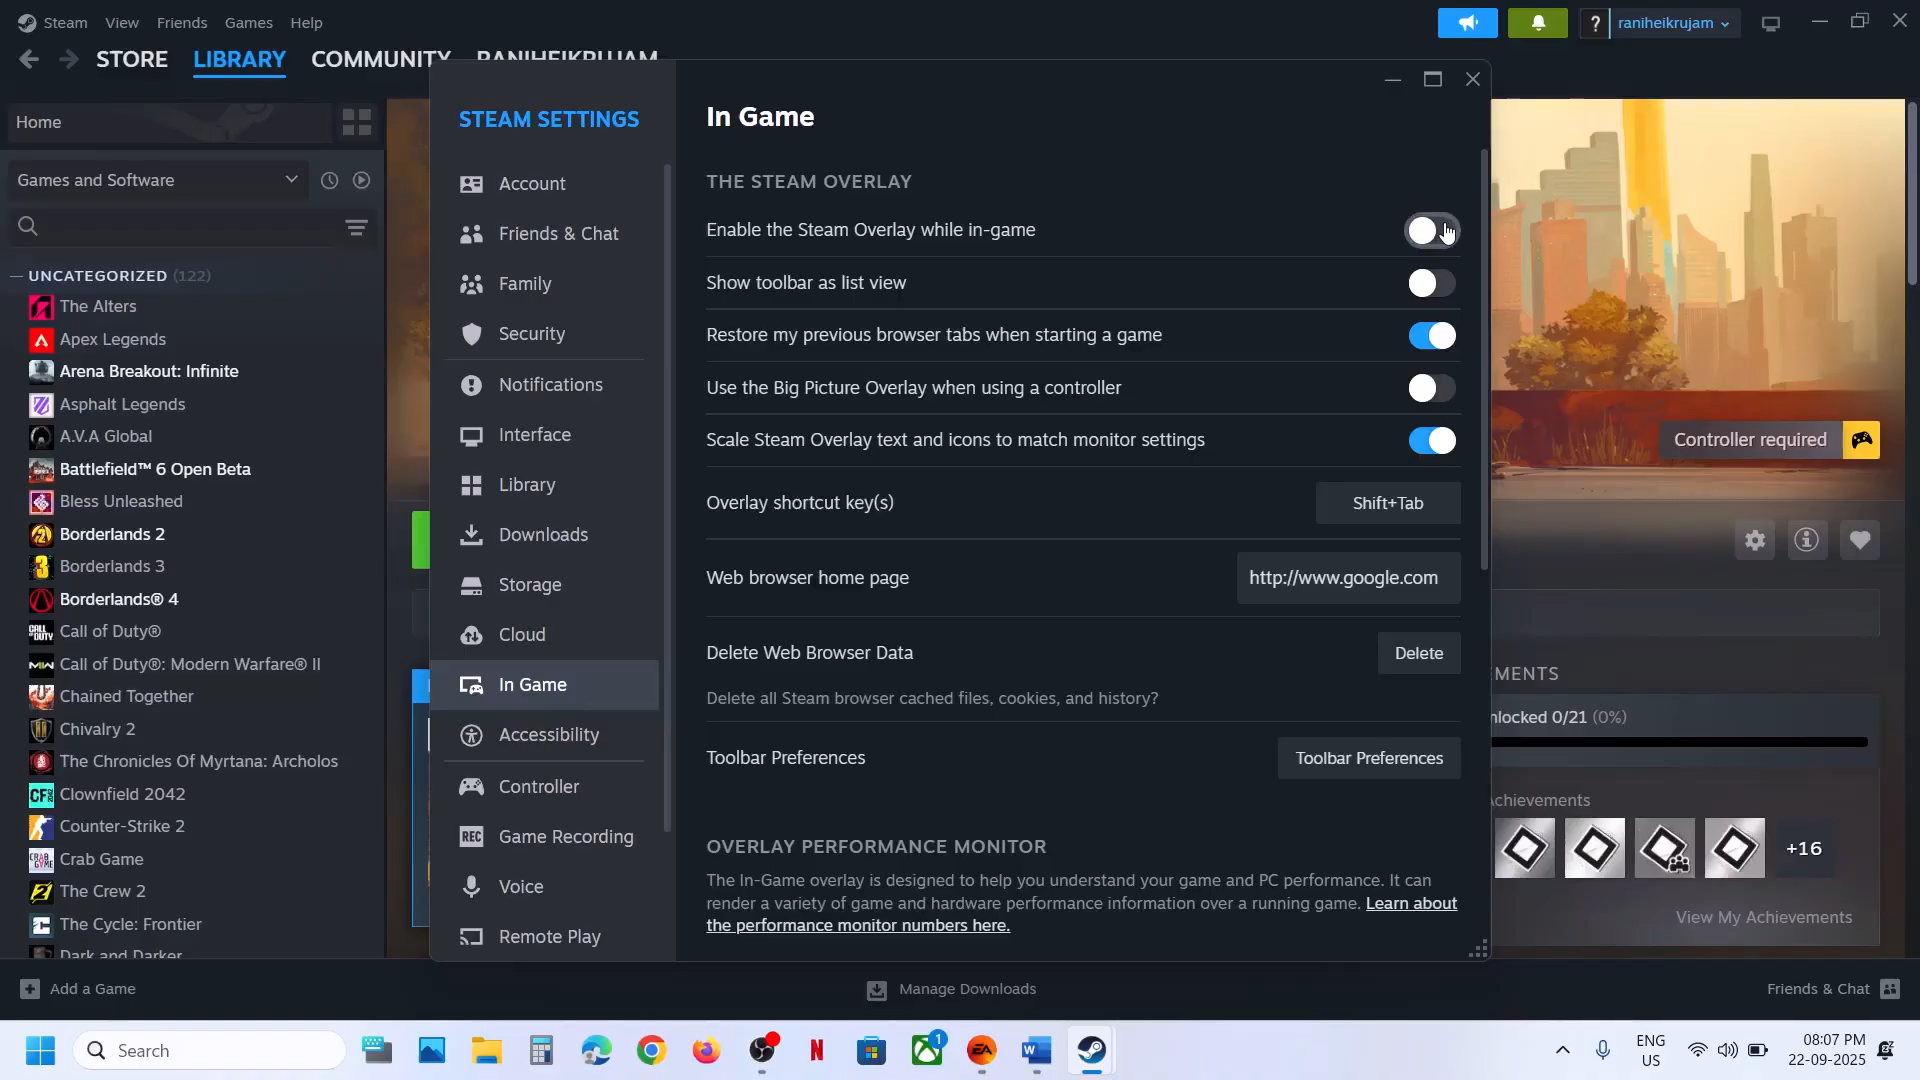 Steam View Friends Games Help
raniheikrujam
STORE LIBRARY COMMUNITY RANIHEIKRUJAM
Home
Games and Software
UNCATEGORIZED (122)
The Alters
Apex Legends
Arena Breakout: Infinite
Asphalt Legends
A.V.A Global
Battlefield™ 6 Open Beta
Bless Unleashed
Borderlands 2
Borderlands 3
Borderlands® 4
Call of Duty®
Call of Duty®: Modern Warfare® II
Chained Together
Chivalry 2
The Chronicles Of Myrtana: Archolos
Clownfield 2042
Counter-Strike 2
Crab Game
The Crew 2
The Cycle: Frontier
Dark and Darker
STEAM SETTINGS
Account
Friends & Chat
Family
Security
Notifications
Interface
Library
Downloads
Storage
Cloud
In Game
Accessibility
Controller
REC Game Recording
Voice
Remote Play
In Game
THE STEAM OVERLAY
Enable the Steam Overlay while in-game
Show toolbar as list view
Restore my previous browser tabs when starting a game
Use the Big Picture Overlay when using a controller
Scale Steam Overlay text and icons to match monitor settings
Overlay shortcut key(s) Shift+Tab
Web browser home page http://www.google.com
Delete Web Browser Data Delete
Delete all Steam browser cached files, cookies, and history?
Toolbar Preferences Toolbar Preferences
OVERLAY PERFORMANCE MONITOR
The In-Game overlay is designed to help you understand your game and PC performance. It can
render a variety of game and hardware performance information over a running game. Learn about
the performance monitor numbers here.
Controller required
MENTS
nlocked 0/21 (0%)
Achievements
+16
View My Achievements
Add a Game
Manage Downloads
Friends & Chat
Search
1
ENG
US
08:07 PM
22-09-2025